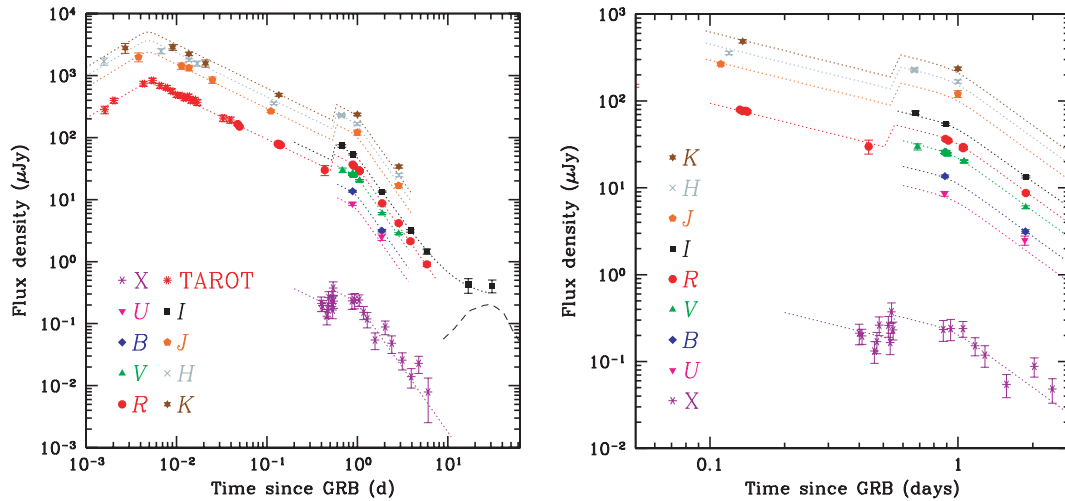 10⁴
10³
10²
10¹
10⁰
10⁻¹
10⁻²
10⁻³
Flux density (μJy)
10⁻³ 10⁻² 10⁻¹ 10⁰ 10¹
Time since GRB (d)
X TAROT
U I
B J
V H
R K
10³
10²
10¹
10⁰
10⁻¹
10⁻²
Flux density (μJy)
0.1 1
Time since GRB (days)
K
H
J
I
R
V
B
U
X